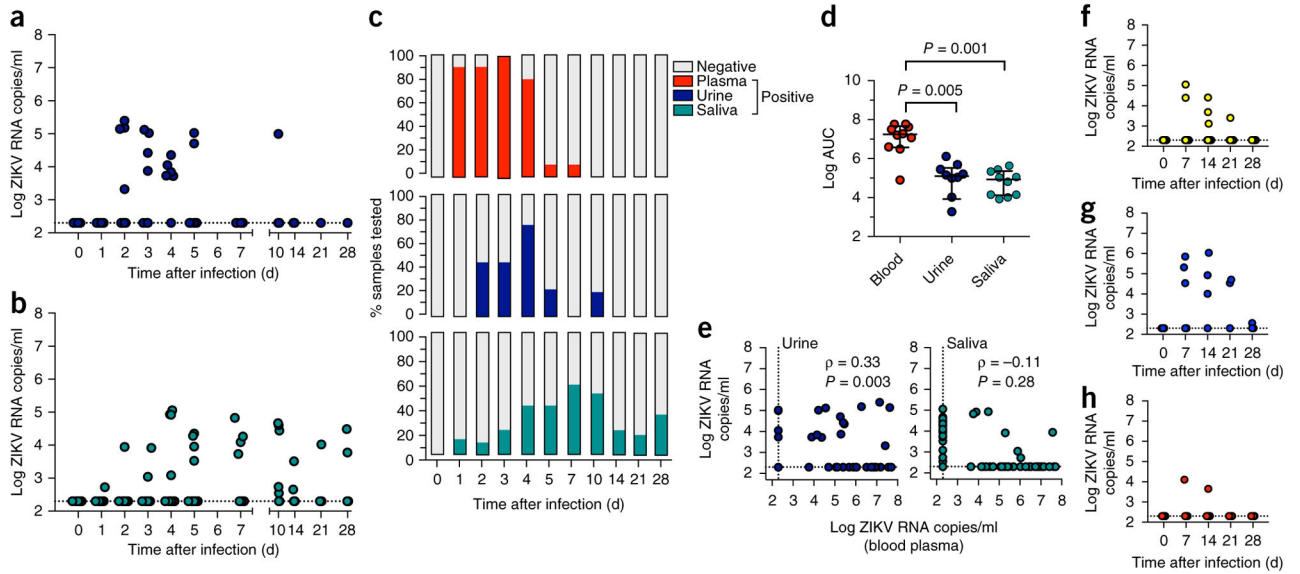 a
8
7
6
5
4
3
2
Log ZIKV RNA copies/ml
0 1 2 3 4 5 6 7 10 14 21 28
Time after infection (d)
b
8
7
6
5
4
3
2
Log ZIKV RNA copies/ml
0 1 2 3 4 5 6 7 10 14 21 28
Time after infection (d)
c
100
80
60
40
20
0
100
80
60
40
20
0
100
80
60
40
20
0
% samples tested
0 1 2 3 4 5 7 10 14 21 28
Time after infection (d)
Negative
Plasma
Urine
Saliva
Positive
d
P = 0.001
P = 0.005
10
8
6
4
2
Log AUC
Blood
Urine
Saliva
e
Urine
ρ = 0.33
P = 0.003
8
7
6
5
4
3
2
Log ZIKV RNA
copies/ml
2 3 4 5 6 7 8
Saliva
ρ = –0.11
P = 0.28
8
7
6
5
4
3
2
2 3 4 5 6 7 8
Log ZIKV RNA copies/ml
(blood plasma)
f
8
7
6
5
4
3
2
Log ZIKV RNA
copies/ml
0 7 14 21 28
Time after infection (d)
g
8
7
6
5
4
3
2
Log ZIKV RNA
copies/ml
0 7 14 21 28
Time after infection (d)
h
8
7
6
5
4
3
2
Log ZIKV RNA
copies/ml
0 7 14 21 28
Time after infection (d)